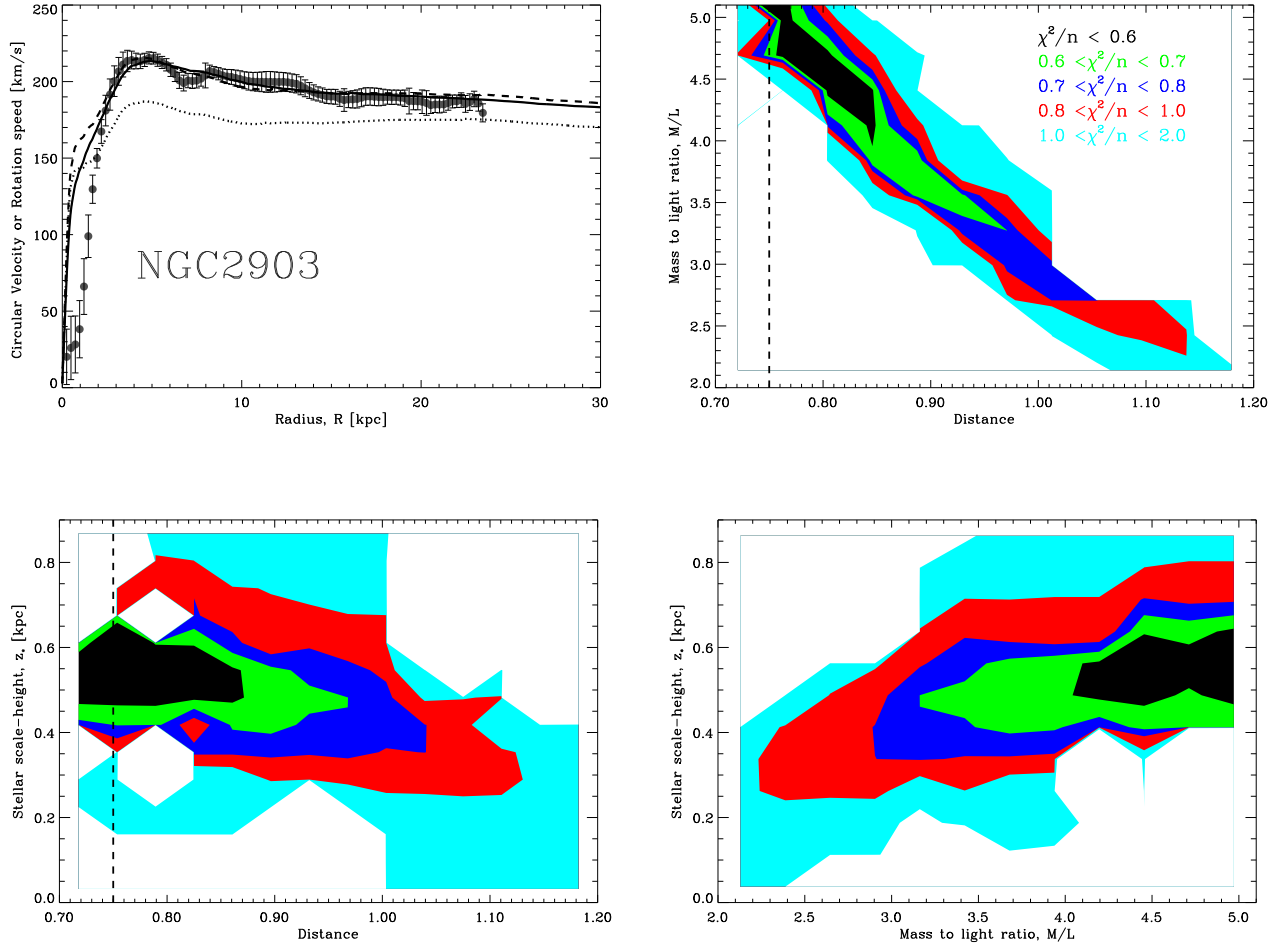 250
200
150
100
50
0
Circular Velocity or Rotation speed [km/s]
NGC2903
0 10 20 30
Radius, R [kpc]
5.0
4.5
4.0
3.5
3.0
2.5
2.0
Mass to light ratio, M/L
χ²/n < 0.6
0.6 <χ²/n < 0.7
0.7 <χ²/n < 0.8
0.8 <χ²/n < 1.0
1.0 <χ²/n < 2.0
0.70 0.80 0.90 1.00 1.10 1.20
Distance
0.8
0.6
0.4
0.2
0.0
Stellar scale-height, z* [kpc]
0.70 0.80 0.90 1.00 1.10 1.20
Distance
0.8
0.6
0.4
0.2
0.0
Stellar scale-height, z* [kpc]
2.0 2.5 3.0 3.5 4.0 4.5 5.0
Mass to light ratio, M/L